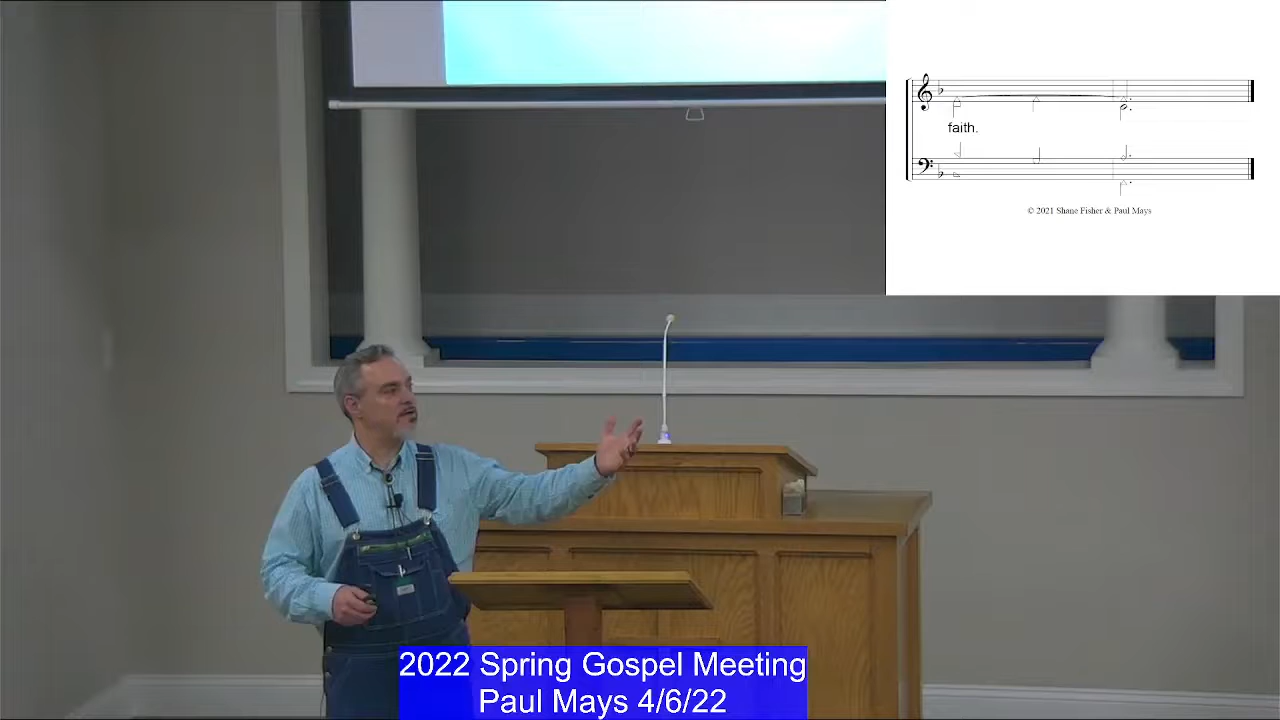 faith.
© 2021 Shane Fisher & Paul Mays
2022 Spring Gospel Meeting
Paul Mays 4/6/22